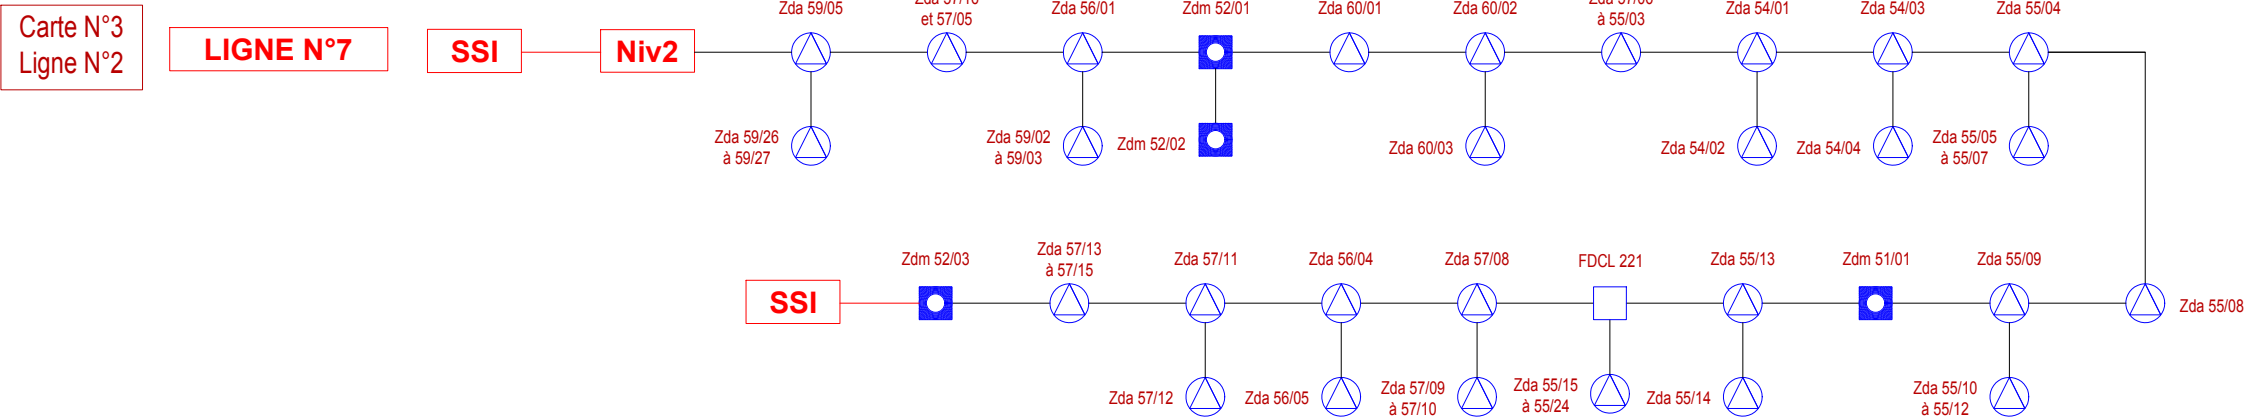 Carte N°3
Ligne N°2
LIGNE N°7
SSI
Niv2
Zda 59/05
et 57/05
Zda 56/01
Zdm 52/01
Zda 60/01
Zda 60/02
à 55/03
Zda 54/01
Zda 54/03
Zda 55/04
Zda 59/26
à 59/27
Zda 59/02
à 59/03
Zdm 52/02
Zda 60/03
Zda 54/02
Zda 54/04
Zda 55/05
à 55/07
SSI
Zdm 52/03
Zda 57/13
à 57/15
Zda 57/11
Zda 56/04
Zda 57/08
FDCL 221
Zda 55/13
Zdm 51/01
Zda 55/09
Zda 55/08
Zda 57/12
Zda 56/05
Zda 57/09
à 57/10
Zda 55/15
à 55/24
Zda 55/14
Zda 55/10
à 55/12